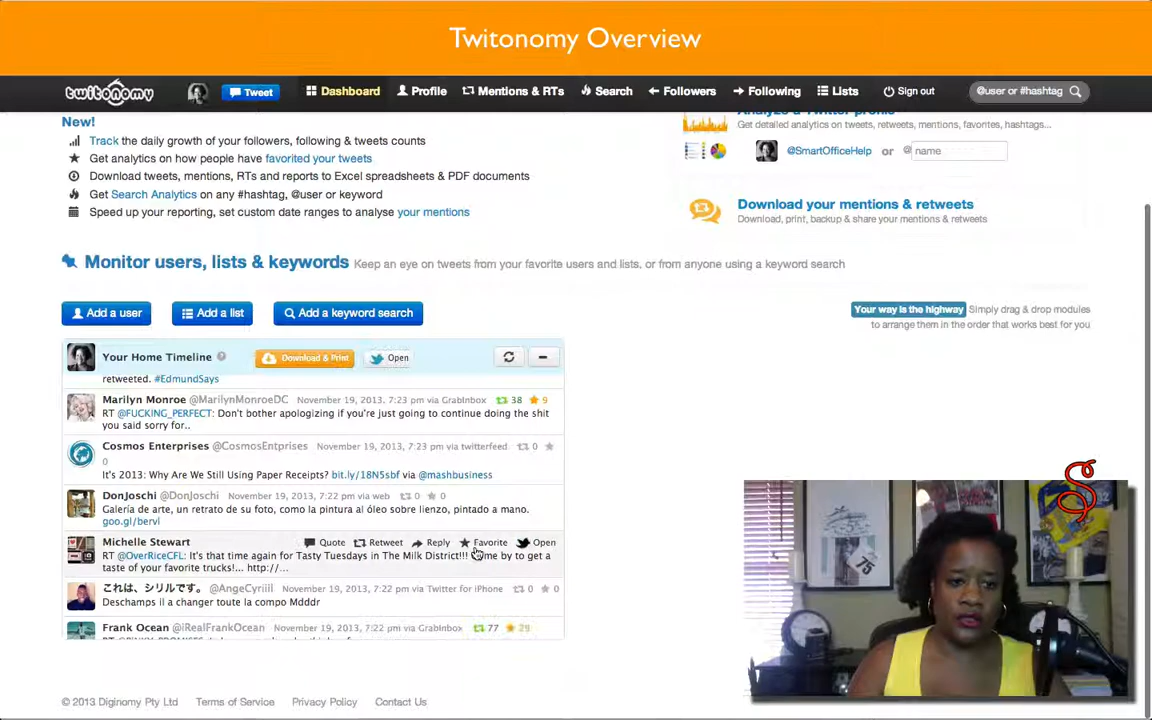 Twitonomy Overview
twitonomy Tweet Dashboard Profile Mentions & RTs Search Followers Following Lists Sign out @user or #hashtag
New!
Track the daily growth of your followers, following & tweets counts
Get analytics on how people have favorited your tweets
Download tweets, mentions, RTs and reports to Excel spreadsheets & PDF documents
Get Search Analytics on any #hashtag, @user or keyword
Speed up your reporting, set custom date ranges to analyse your mentions
Analyze a Twitter profile
Get detailed analytics on tweets, retweets, mentions, favorites, hashtags...
@SmartOfficeHelp or @ name
Download your mentions & retweets
Download, print, backup & share your mentions & retweets
Monitor users, lists & keywords Keep an eye on tweets from your favorite users and lists, or from anyone using a keyword search
Add a user Add a list Add a keyword search
Your way is the highway Simply drag & drop modules
to arrange them in the order that works best for you
Your Home Timeline ? Download & Print Open
retweeted. #EdmundSays
Marilyn Monroe @MarilynMonroeDC November 19, 2013, 7:23 pm via GrabInbox 38 9
RT @FUCKING_PERFECT: Don't bother apologizing if you're just going to continue doing the shit
you said sorry for..
Cosmos Enterprises @CosmosEntprises November 19, 2013, 7:23 pm via twitterfeed 0
0
It's 2013: Why Are We Still Using Paper Receipts? bit.ly/18N5sbf via @mashbusiness
DonJoschi @DonJoschi November 19, 2013, 7:22 pm via web 0 0
Galería de arte, un retrato de su foto, como la pintura al óleo sobre lienzo, pintado a mano.
goo.gl/bervl
Michelle Stewart Quote Retweet Reply Favorite Open
RT @OverRiceCFL: It's that time again for Tasty Tuesdays in The Milk District!!! Come by to get a
taste of your favorite trucks!... http://...
これは、シリルです。 @AngeCyriiil November 19, 2013, 7:22 pm via Twitter for iPhone 0 0
Deschamps il a changer toute la compo Mdddr
Frank Ocean @iRealFrankOcean November 19, 2013, 7:22 pm via GrabInbox 77 29
75
© 2013 Diginomy Pty Ltd Terms of Service Privacy Policy Contact Us